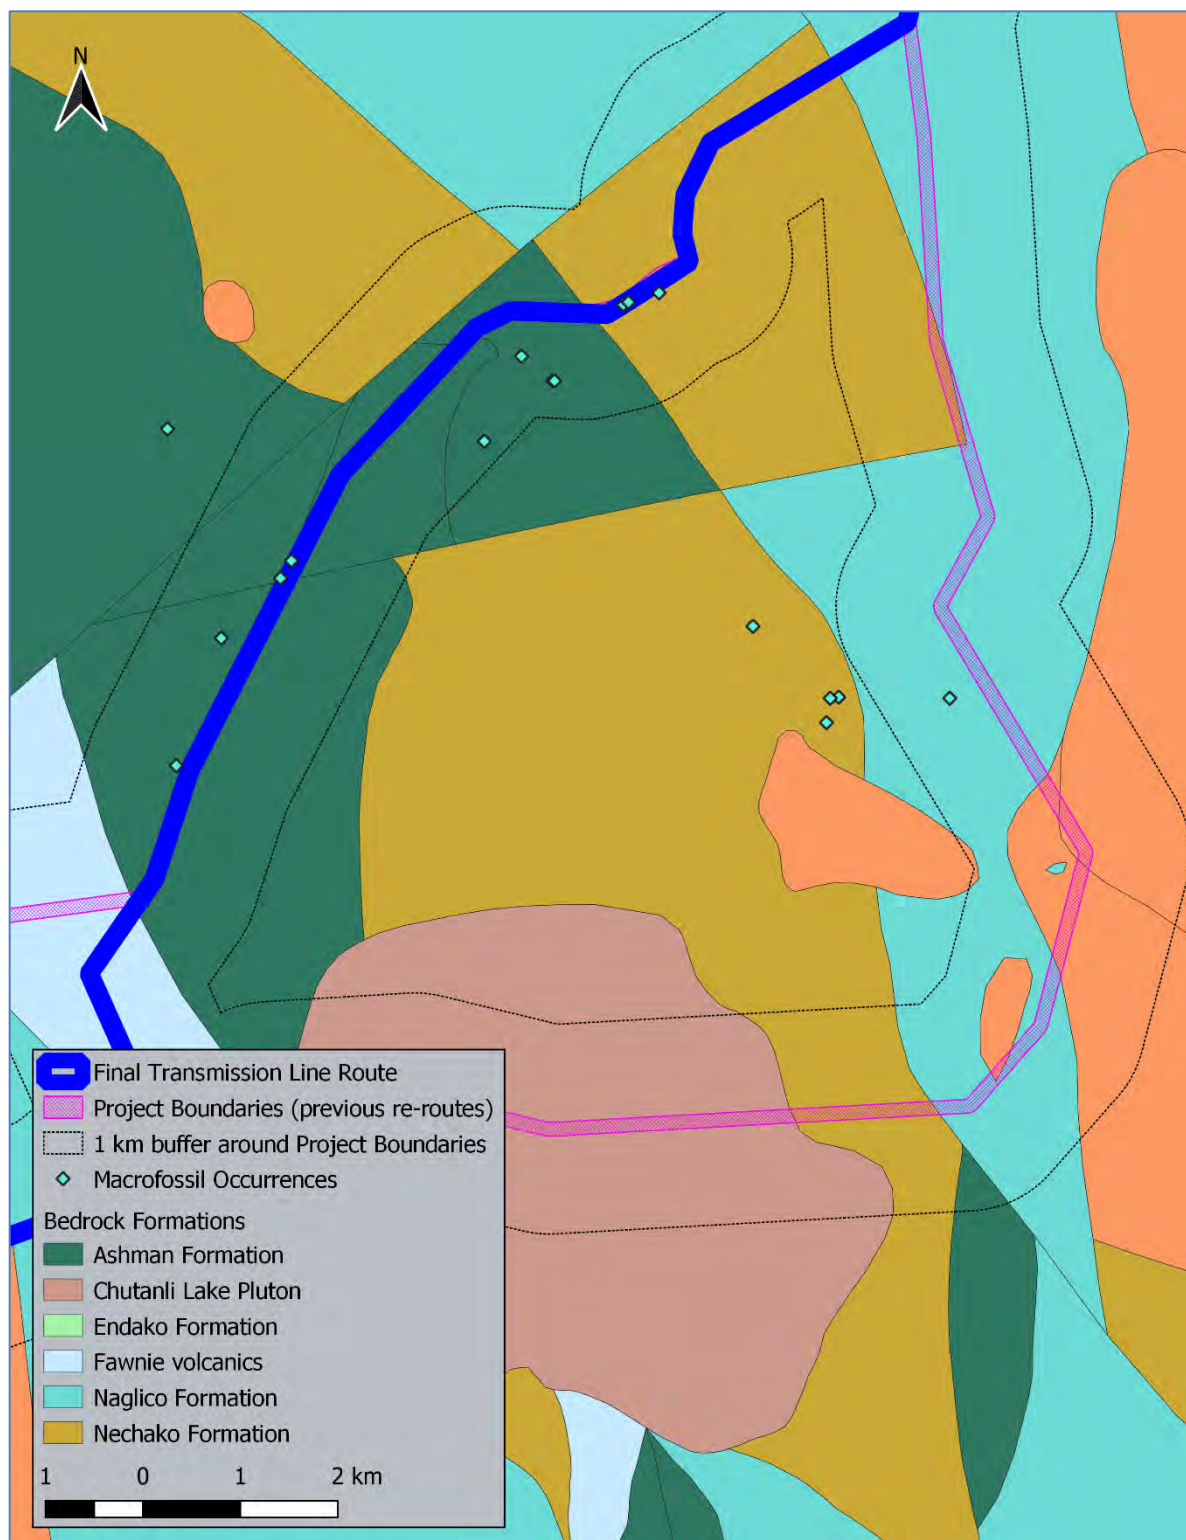 N
Final Transmission Line Route
Project Boundaries (previous re-routes)
1 km buffer around Project Boundaries
Macrofossil Occurrences
Bedrock Formations
Ashman Formation
Chutanli Lake Pluton
Endako Formation
Fawnie volcanics
Naglico Formation
Nechako Formation
1 0 1 2 km